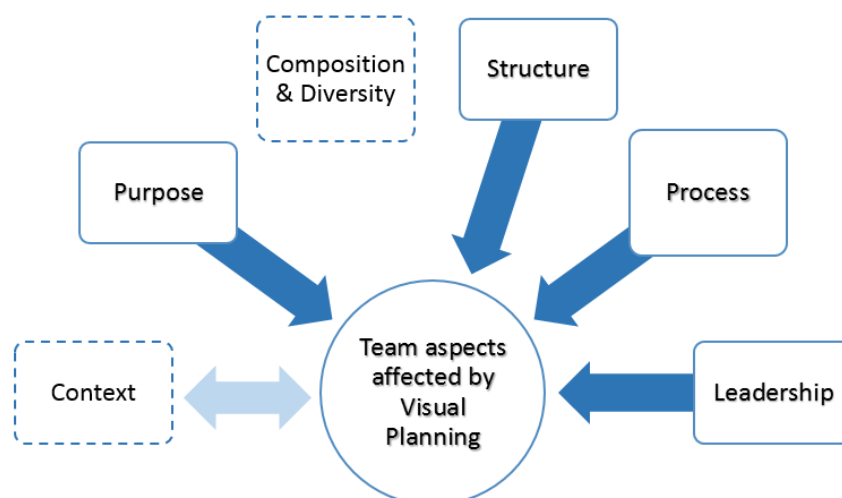 Composition
& Diversity
Structure
Purpose
Process
Context
Team aspects
affected by
Visual
Planning
Leadership